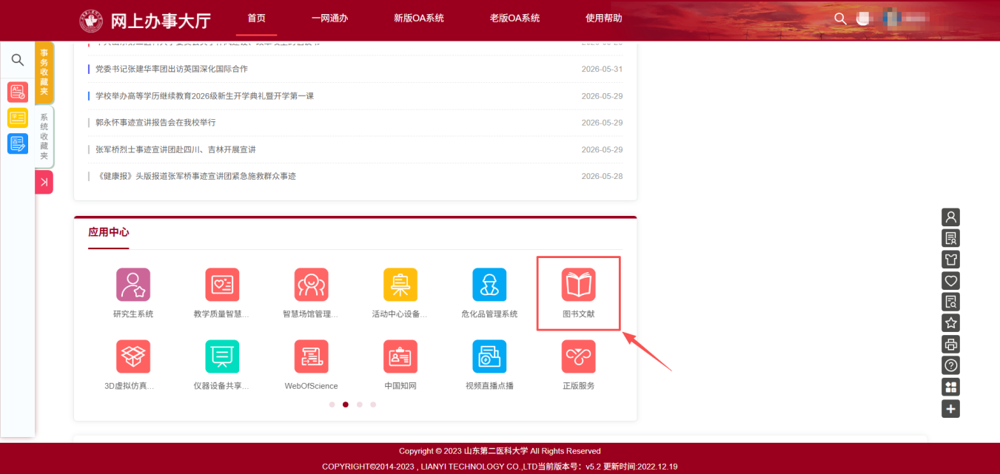 网上办事大厅 首页 一网通办 新版OA系统 老版OA系统 使用帮助
事务收藏夹
系统收藏夹
党委书记张建华率团出访英国深化国际合作 2026-05-31
学校举办高等学历继续教育2026级新生开学典礼暨开学第一课 2026-05-29
郭永怀事迹宣讲报告会在我校举行 2026-05-29
张军桥烈士事迹宣讲团赴四川、吉林开展宣讲 2026-05-29
《健康报》头版报道张军桥事迹宣讲团紧急施救群众事迹 2026-05-28
应用中心
研究生系统 教学质量智慧... 智慧场馆管理... 活动中心设备... 危化品管理系统 图书文献
3D虚拟仿真... 仪器设备共享... WebOfScience 中国知网 视频直播点播 正版服务
Copyright © 2023 山东第二医科大学 All Rights Reserved
COPYRIGHT©2014-2023 , LIANYI TECHNOLOGY CO.,LTD当前版本号：v5.2 更新时间:2022.12.19